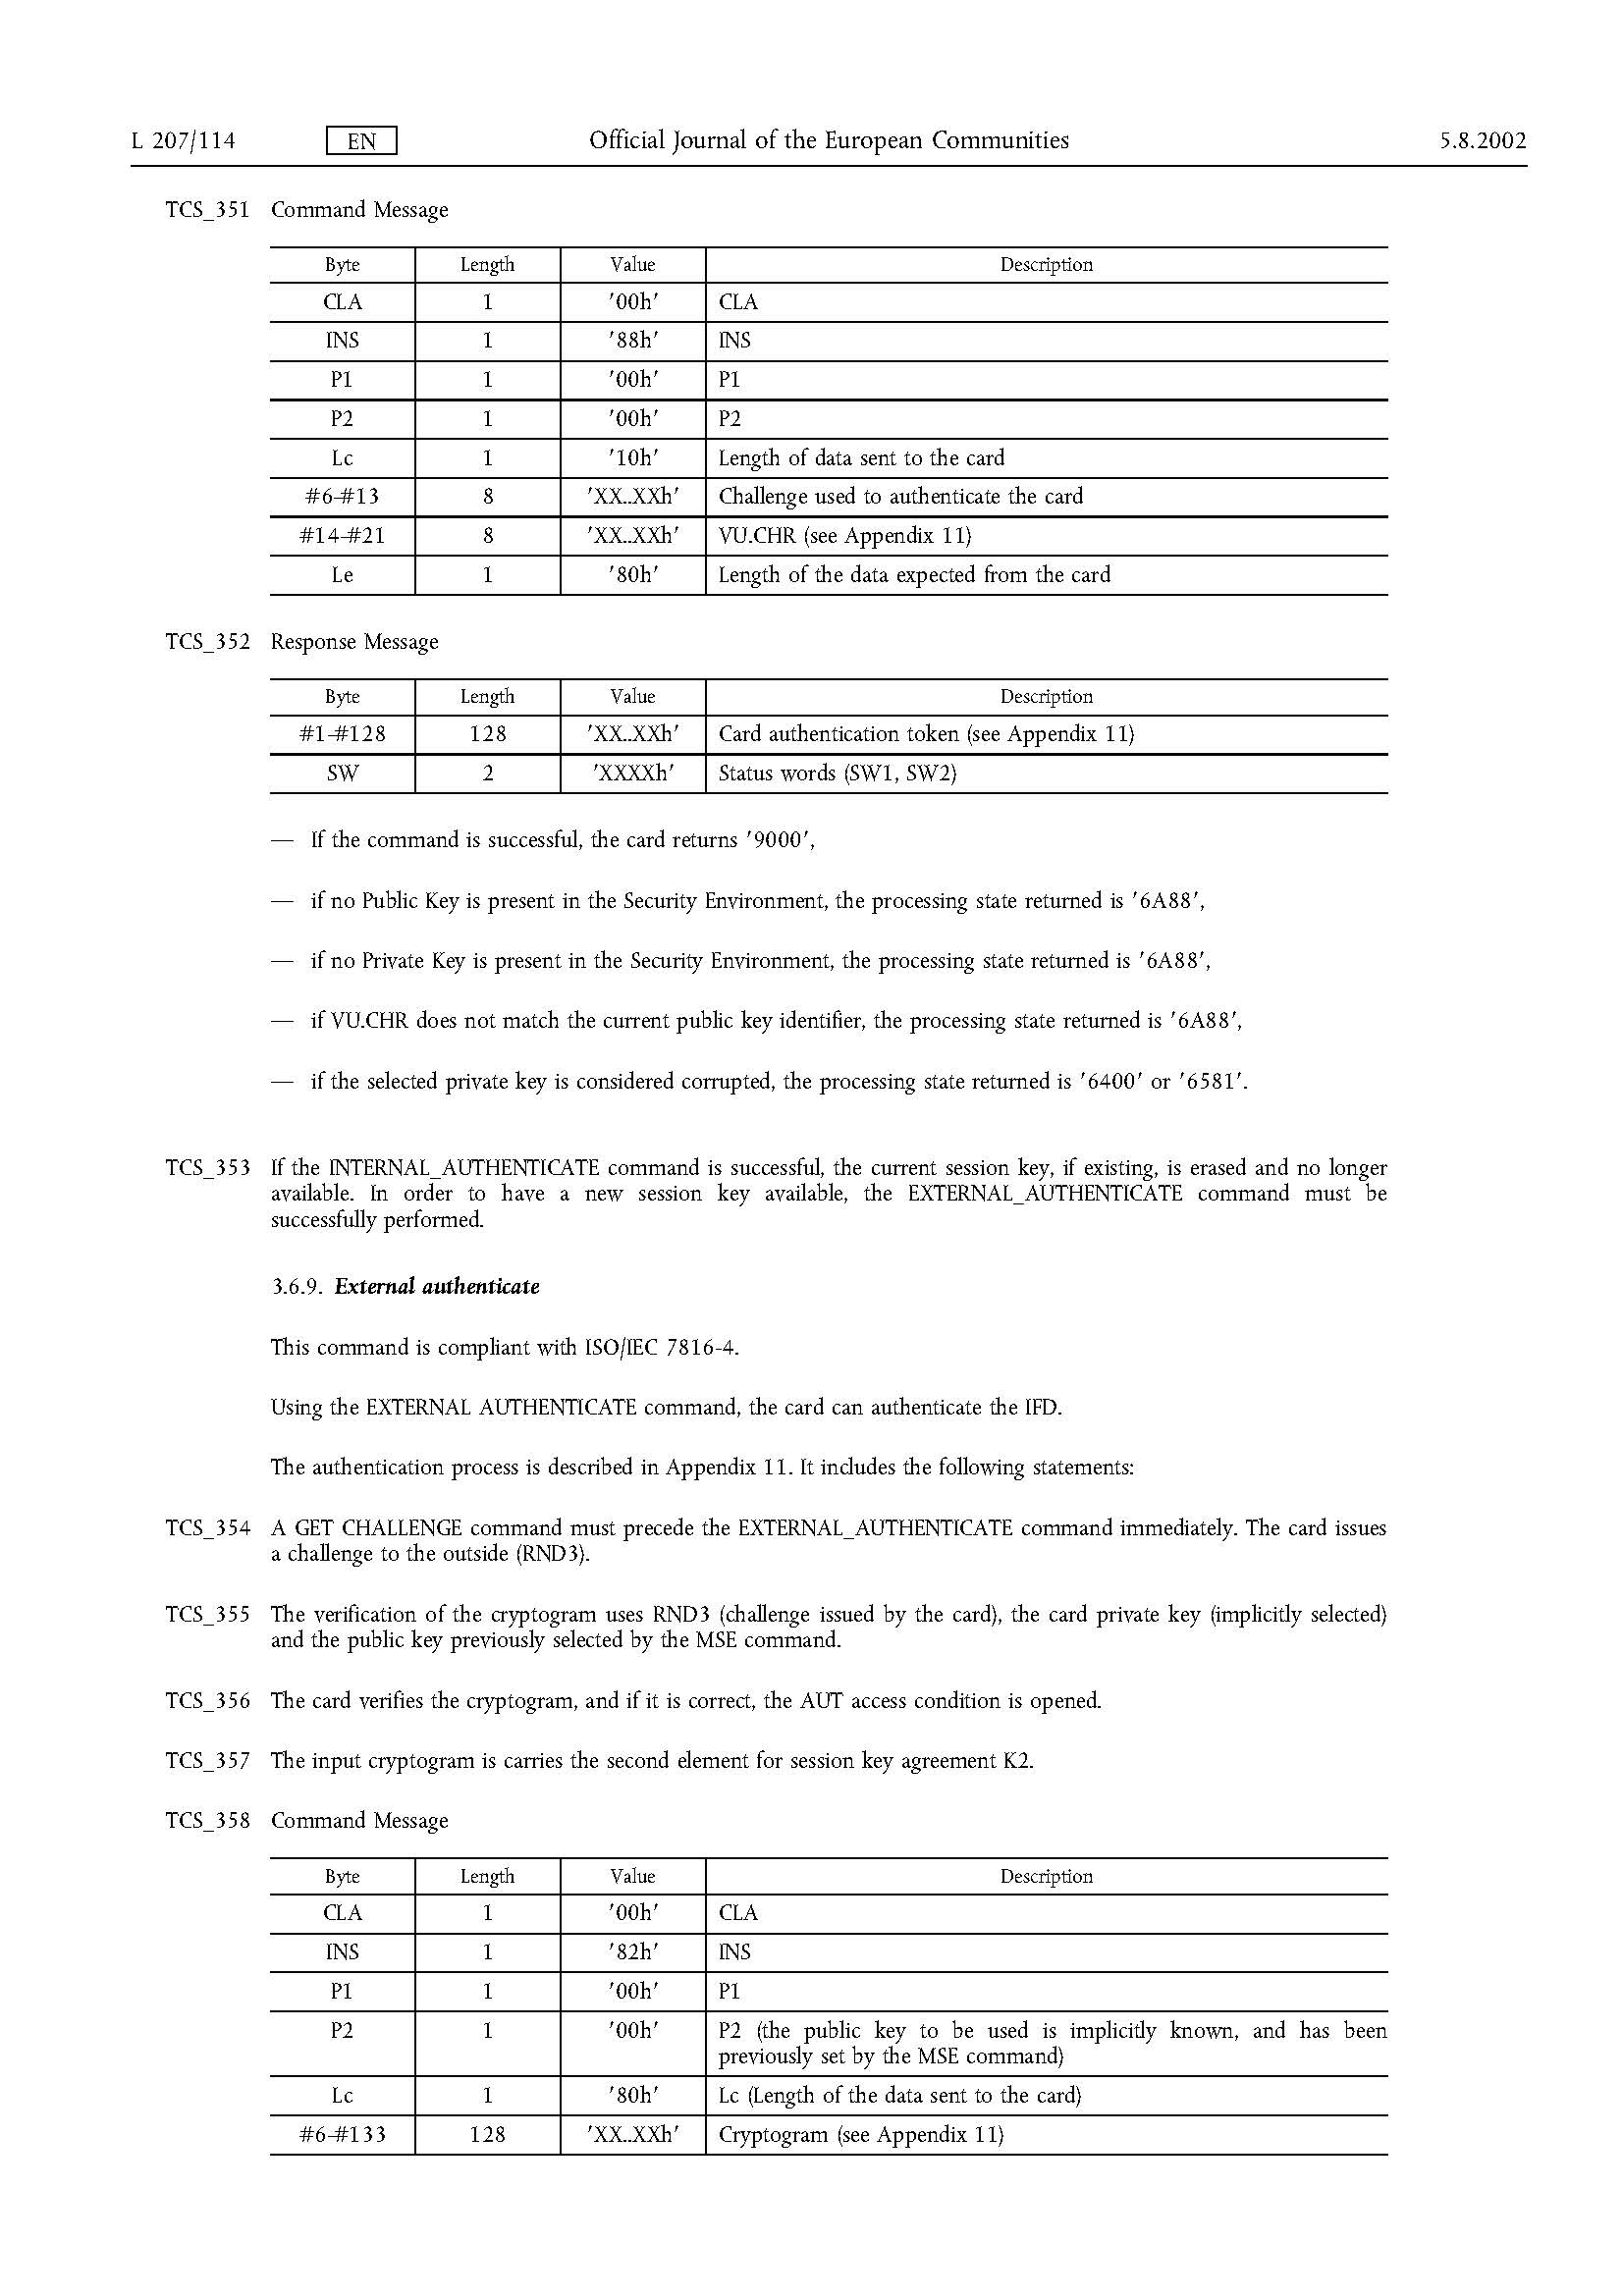 L 207/114 EN Official Journal of the European Communities 5.8.2002
TCS_351 Command Message
Byte Length Value Description
CLA 1 '00h' CLA
INS 1 '88h' INS
P1 1 '00h' P1
P2 1 '00h' P2
Lc 1 '10h' Length of data sent to the card
#6-#13 8 'XX..XXh' Challenge used to authenticate the card
#14-#21 8 'XX..XXh' VU.CHR (see Appendix 11)
Le 1 '80h' Length of the data expected from the card
TCS_352 Response Message
Byte Length Value Description
#1-#128 128 'XX..XXh' Card authentication token (see Appendix 11)
SW 2 'XXXXh' Status words (SW1, SW2)
— If the command is successful, the card returns '9000',
— if no Public Key is present in the Security Environment, the processing state returned is '6A88',
— if no Private Key is present in the Security Environment, the processing state returned is '6A88',
— if VU.CHR does not match the current public key identifier, the processing state returned is '6A88',
— if the selected private key is considered corrupted, the processing state returned is '6400' or '6581'.
TCS_353 If the INTERNAL_AUTHENTICATE command is successful, the current session key, if existing, is erased and no longer
available. In order to have a new session key available, the EXTERNAL_AUTHENTICATE command must be
successfully performed.
3.6.9. External authenticate
This command is compliant with ISO/IEC 7816-4.
Using the EXTERNAL AUTHENTICATE command, the card can authenticate the IFD.
The authentication process is described in Appendix 11. It includes the following statements:
TCS_354 A GET CHALLENGE command must precede the EXTERNAL_AUTHENTICATE command immediately. The card issues
a challenge to the outside (RND3).
TCS_355 The verification of the cryptogram uses RND3 (challenge issued by the card), the card private key (implicitly selected)
and the public key previously selected by the MSE command.
TCS_356 The card verifies the cryptogram, and if it is correct, the AUT access condition is opened.
TCS_357 The input cryptogram is carries the second element for session key agreement K2.
TCS_358 Command Message
Byte Length Value Description
CLA 1 '00h' CLA
INS 1 '82h' INS
P1 1 '00h' P1
P2 1 '00h' P2 (the public key to be used is implicitly known, and has been
previously set by the MSE command)
Lc 1 '80h' Lc (Length of the data sent to the card)
#6-#133 128 'XX..XXh' Cryptogram (see Appendix 11)